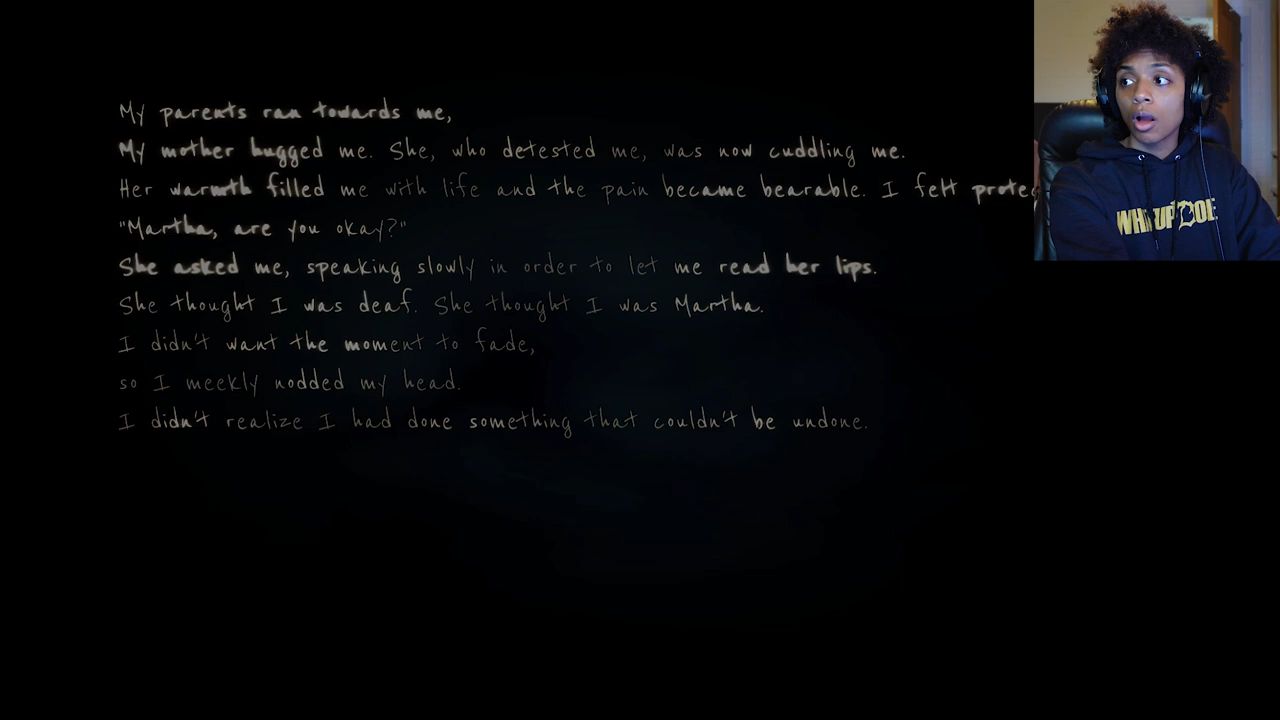 My parents ran towards me,
My mother hugged me. She, who detested me, was now cuddling me.
Her warmth filled me with life and the pain became bearable. I felt
"Martha, are you okay?"
She asked me, speaking slowly in order to let me read her lips.
She thought I was deaf. She thought I was Martha.
I didn't want the moment to fade,
so I meekly nodded my head.
I didn't realize I had done something that couldn't be undone.